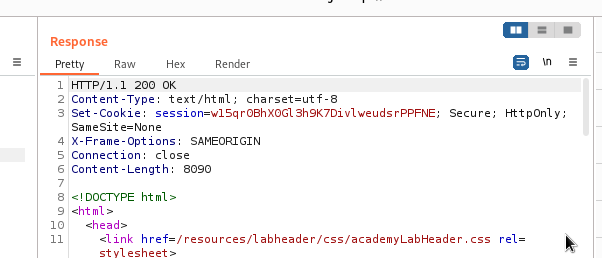 Response
\n
Pretty Raw Hex Render
1 HTTP/1.1 200 OK
2 Content-Type: text/html; charset=utf-8
3 Set-Cookie: session=w15qr0BhX0Gl3h9K7DivlweudsrPPFNE; Secure; HttpOnly;
SameSite=None
4 X-Frame-Options: SAMEORIGIN
5 Connection: close
6 Content-Length: 8090
7
8 <!DOCTYPE html>
9 <html>
10 <head>
11 <link href=/resources/labheader/css/academyLabHeader.css rel=
stylesheet>